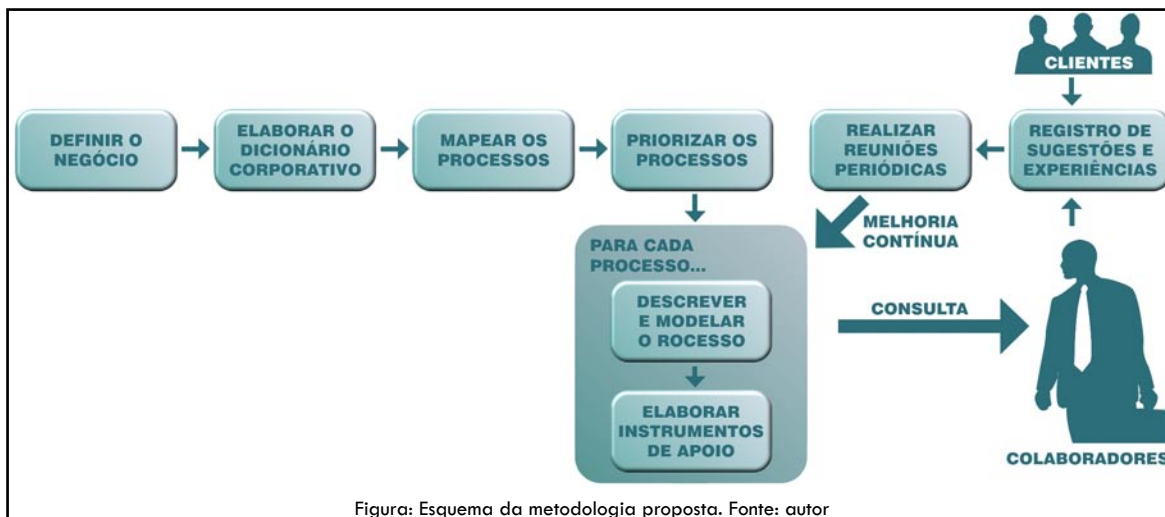 CLIENTES
DEFINIR O
NEGÓCIO
ELABORAR O
DICIONÁRIO
CORPORATIVO
MAPEAR OS
PROCESSOS
PRIORIZAR OS
PROCESSOS
REALIZAR
REUNIÕES
PERIÓDICAS
REGISTRO DE
SUGESTÕES E
EXPERIÊNCIAS
MELHORIA
CONTÍNUA
PARA CADA
PROCESSO...
DESCREVER
E MODELAR
O ROCESSO
ELABORAR
INSTRUMENTOS
DE APOIO
CONSULTA
COLABORADORES
Figura: Esquema da metodologia proposta. Fonte: autor